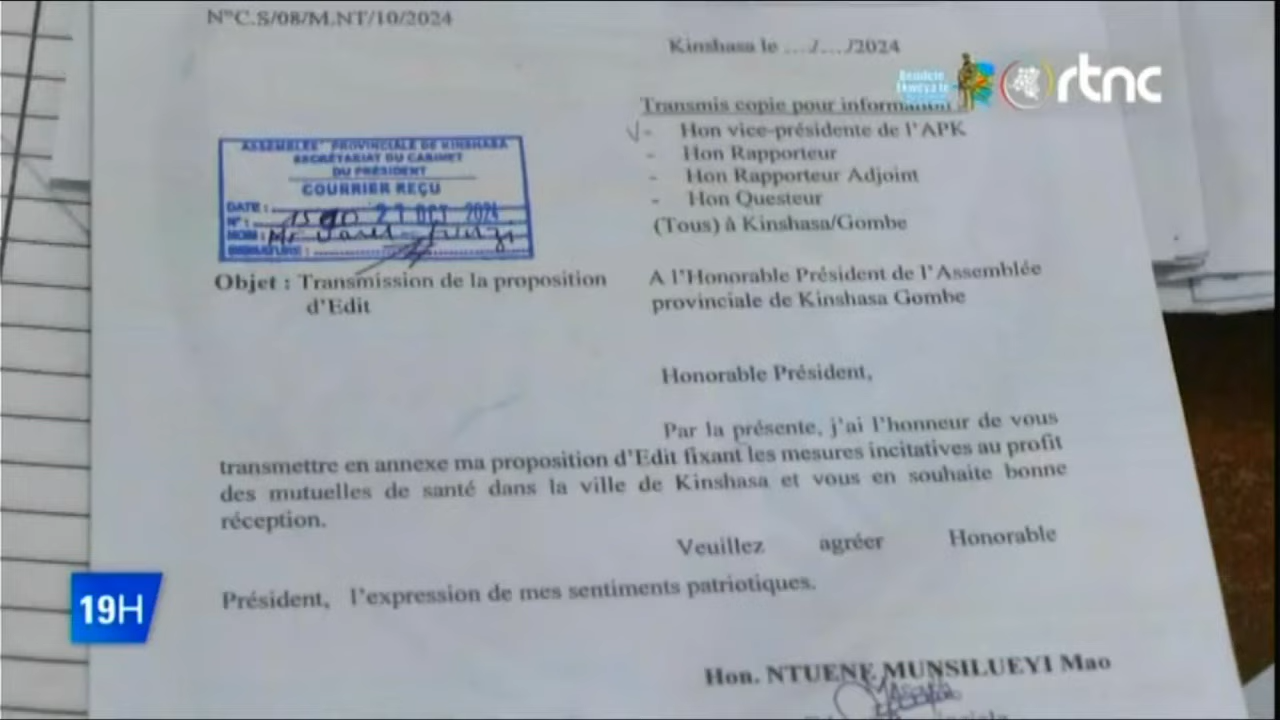 N°C.S/08/M.NT/10/2024
Kinshasa le …./…./2024
rtnc
Transmis copie pour information
- Hon vice-présidente de l'APK
- Hon Rapporteur
- Hon Rapporteur Adjoint
- Hon Questeur
(Tous) à Kinshasa/Gombe
ASSEMBLEE PROVINCIALE DE KINSHASA
SECRETARIAT DU CABINET
DU PRESIDENT
COURRIER REÇU
DATE : 21 OCT 2024
N° : 1590
NOM : Mr
SIGNATURE :
Objet : Transmission de la proposition
d'Edit
A l'Honorable Président de l'Assemblée
provinciale de Kinshasa Gombe
Honorable Président,
Par la présente, j'ai l'honneur de vous
transmettre en annexe ma proposition d'Edit fixant les mesures incitatives au profit
des mutuelles de santé dans la ville de Kinshasa et vous en souhaite bonne
réception.
Veuillez agréer Honorable
Président, l'expression de mes sentiments patriotiques.
19H
Hon. NTUENE MUNSILUEYI Mao